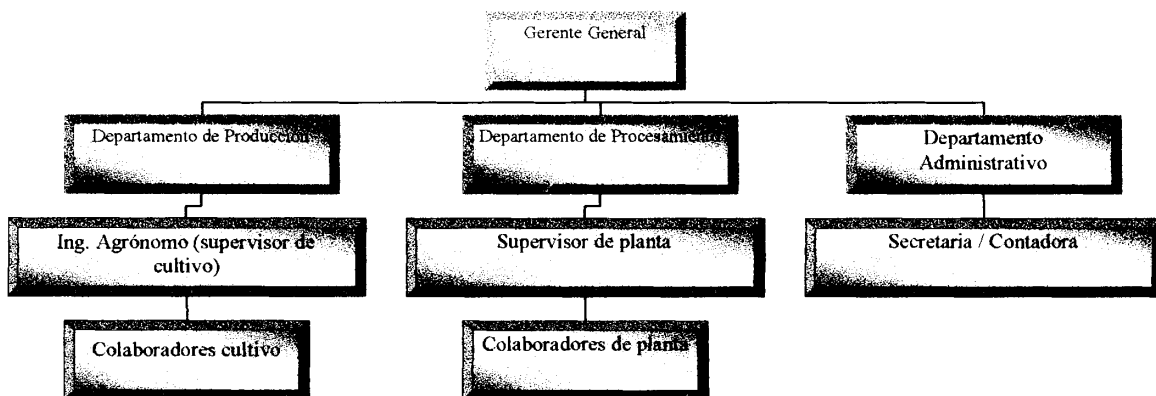 Gerente General
Departamento de Producción
Departamento de Procesamiento
Departamento
Administrativo
Ing. Agrónomo (supervisor de
cultivo)
Supervisor de planta
Secretaria / Contadora
Colaboradores cultivo
Colaboradores de planta